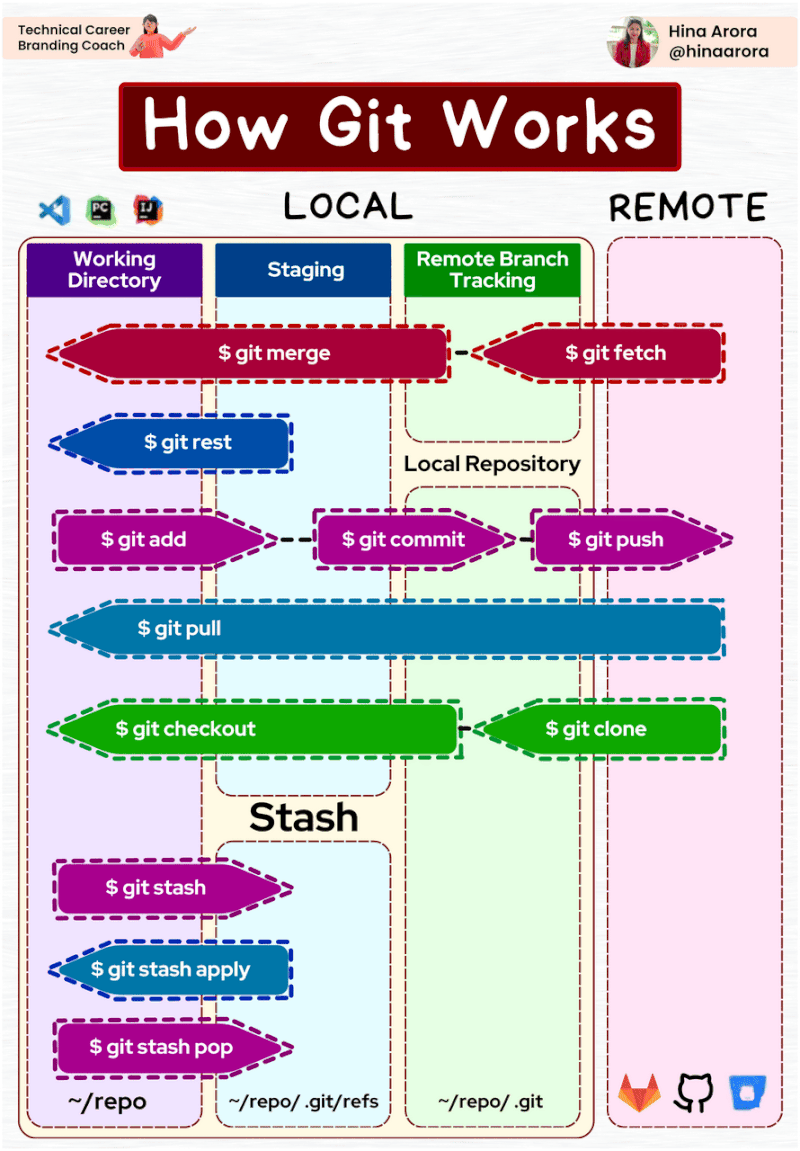 Technical Career
Branding Coach
Hina Arora
@hinaarora
How Git Works
LOCAL
REMOTE
PC
IJ
Working
Directory
Staging
Remote Branch
Tracking
$ git merge
$ git fetch
$ git rest
Local Repository
$ git add
$ git commit
$ git push
$ git pull
$ git checkout
$ git clone
Stash
$ git stash
$ git stash apply
$ git stash pop
~/repo
~/repo/ .git/refs
~/repo/ .git